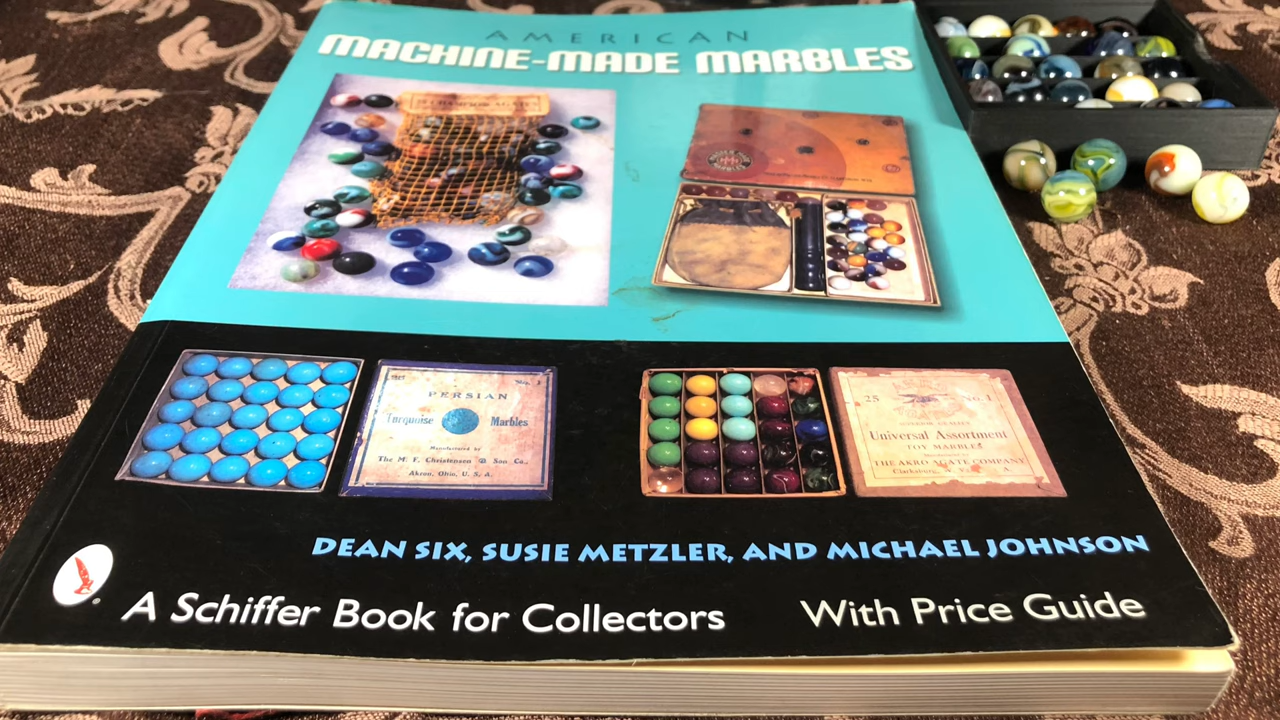 AMERICAN
MACHINE-MADE MARBLES
PERSIAN
Turquoise Marbles
Manufactured by
The M. F. Christensen & Son Co.,
Akron, Ohio, U. S. A.
25 No. 1
Universal Assortment
TOY MARBLES
THE AKRO AGATE COMPANY
DEAN SIX, SUSIE METZLER, AND MICHAEL JOHNSON
A Schiffer Book for Collectors
With Price Guide